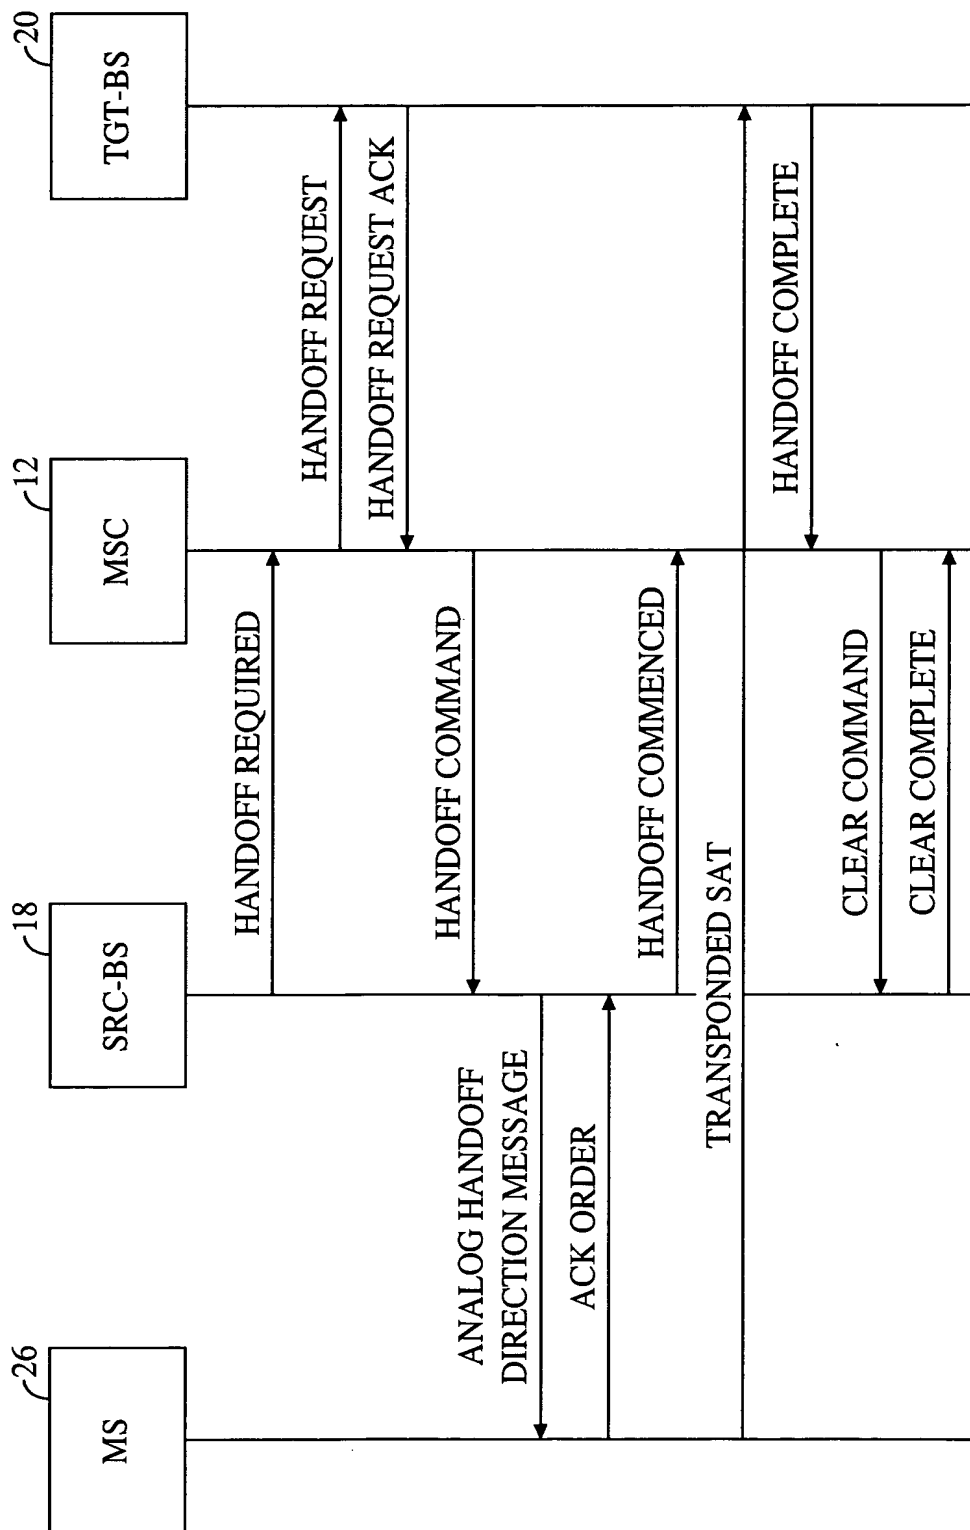 26
MS
18
SRC-BS
12
MSC
20
TGT-BS
HANDOFF REQUIRED
HANDOFF REQUEST
HANDOFF REQUEST ACK
HANDOFF COMMAND
ANALOG HANDOFF
DIRECTION MESSAGE
ACK ORDER
HANDOFF COMMENCED
TRANSPONDED SAT
HANDOFF COMPLETE
CLEAR COMMAND
CLEAR COMPLETE